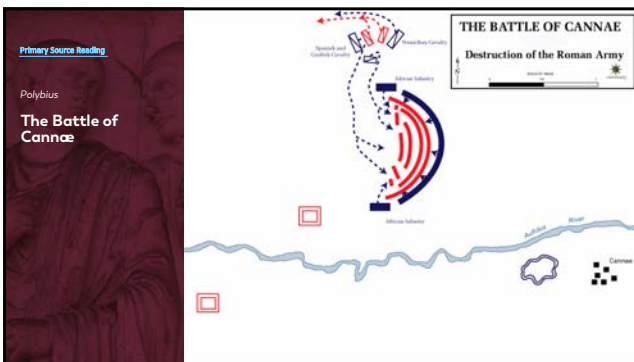 Primary Source Reading
Polybius
The Battle of
Cannæ
THE BATTLE OF CANNAE
Destruction of the Roman Army
Spanish and
Gaulish Cavalry
Numidian Cavalry
African Infantry
African Infantry
Aufidus River
Cannae